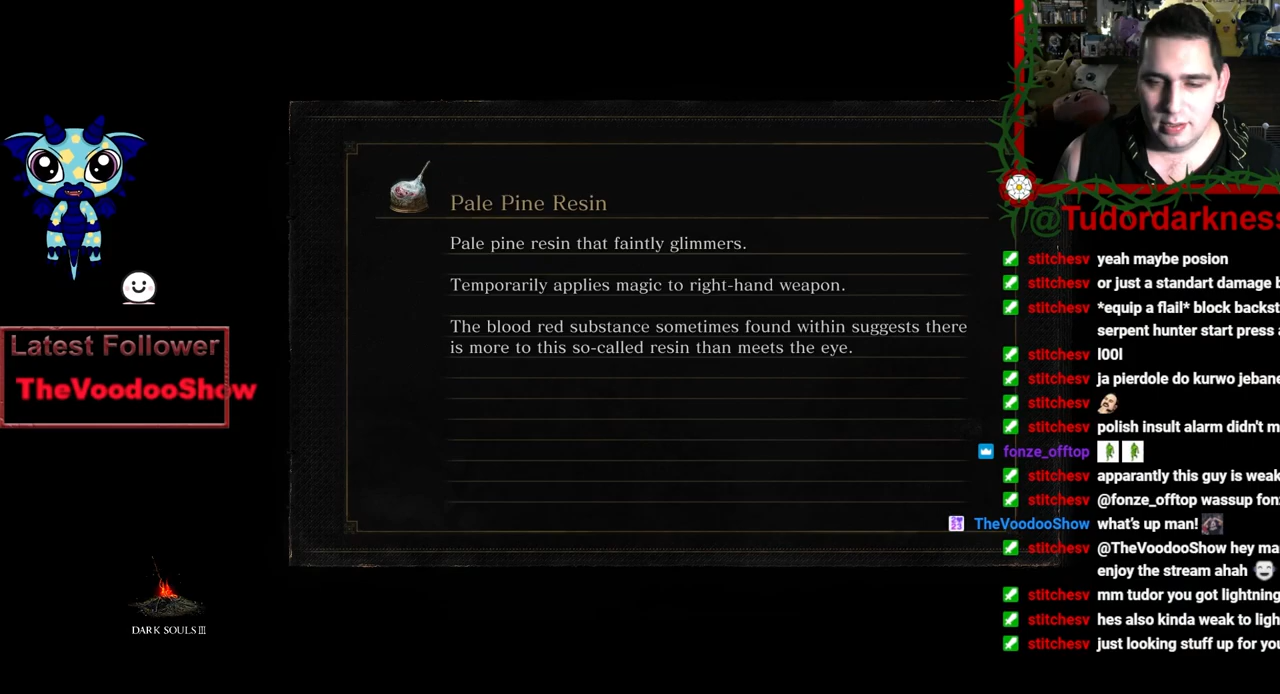 Pale Pine Resin
Pale pine resin that faintly glimmers.
Temporarily applies magic to right-hand weapon.
The blood red substance sometimes found within suggests there
is more to this so-called resin than meets the eye.
Latest Follower
TheVoodooShow
DARK SOULS III
@Tudordarkness
stitchesv yeah maybe posion
stitchesv or just a standart damage b
stitchesv *equip a flail* block backst
serpent hunter start press a
stitchesv l00l
stitchesv ja pierdole do kurwo jebane
stitchesv
stitchesv polish insult alarm didn't m
fonze_offtop
stitchesv apparantly this guy is weak
stitchesv @fonze_offtop wassup fon
TheVoodooShow what's up man!
stitchesv @TheVoodooShow hey ma
enjoy the stream ahah
stitchesv mm tudor you got lightning
stitchesv hes also kinda weak to ligh
stitchesv just looking stuff up for you